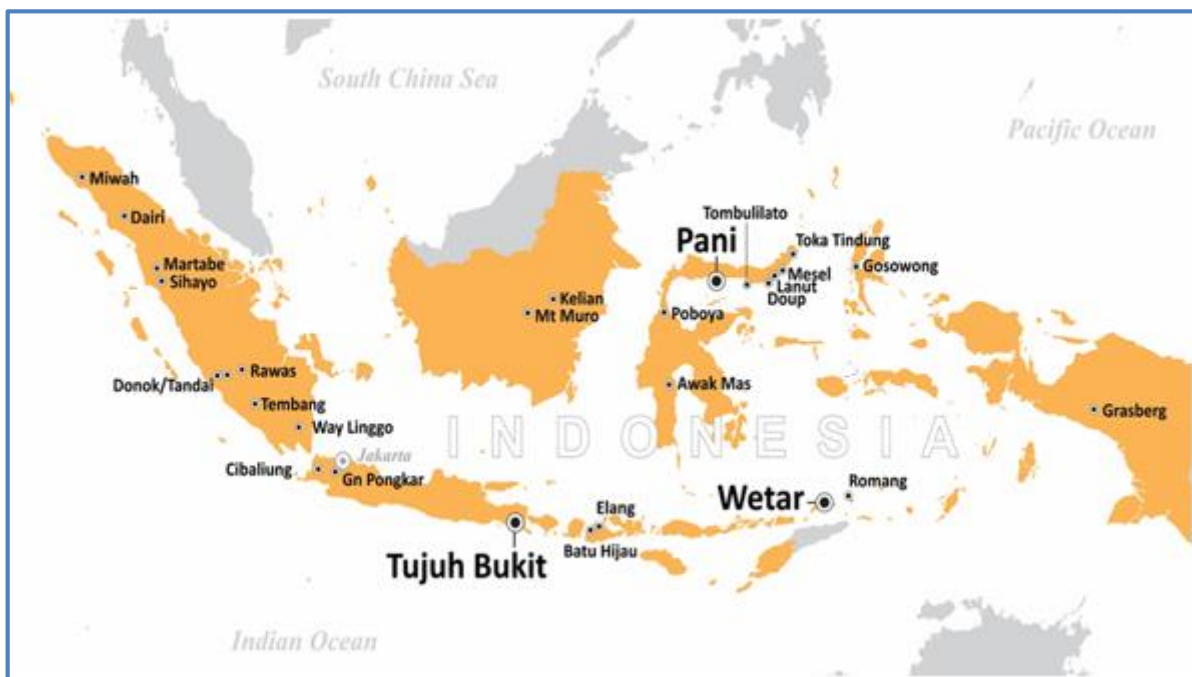 South China Sea
Pacific Ocean
Miwah
Dairi
Martabe
Sihayo
Tombulilato
Pani
Toka Tindung
Mesel
Lanut
Doup
Gosowong
Kelian
Mt Muro
Poboya
Donok/Tandai
Rawas
Awak Mas
Tembang
Grasberg
Way Linggo
INDONESIA
Jakarta
Cibaliung
Gn Pongkar
Wetar
Romang
Elang
Batu Hijau
Tujuh Bukit
Indian Ocean